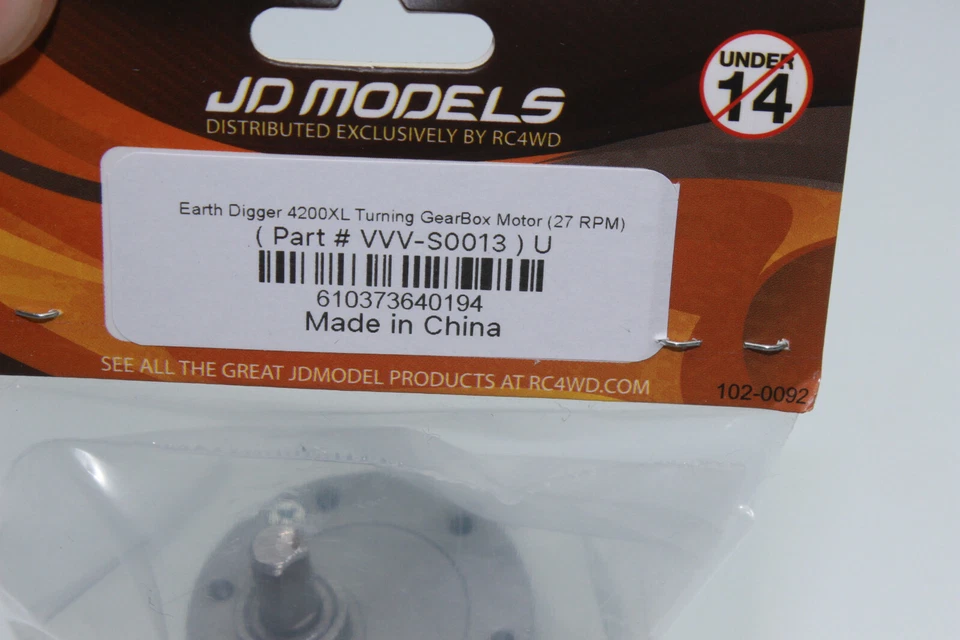 JD MODELS
DISTRIBUTED EXCLUSIVELY BY RC4WD
UNDER
14
Earth Digger 4200XL Turning GearBox Motor (27 RPM)
( Part # VVV-S0013 ) U
610373640194
Made in China
SEE ALL THE GREAT JDMODEL PRODUCTS AT RC4WD.COM
102-0092